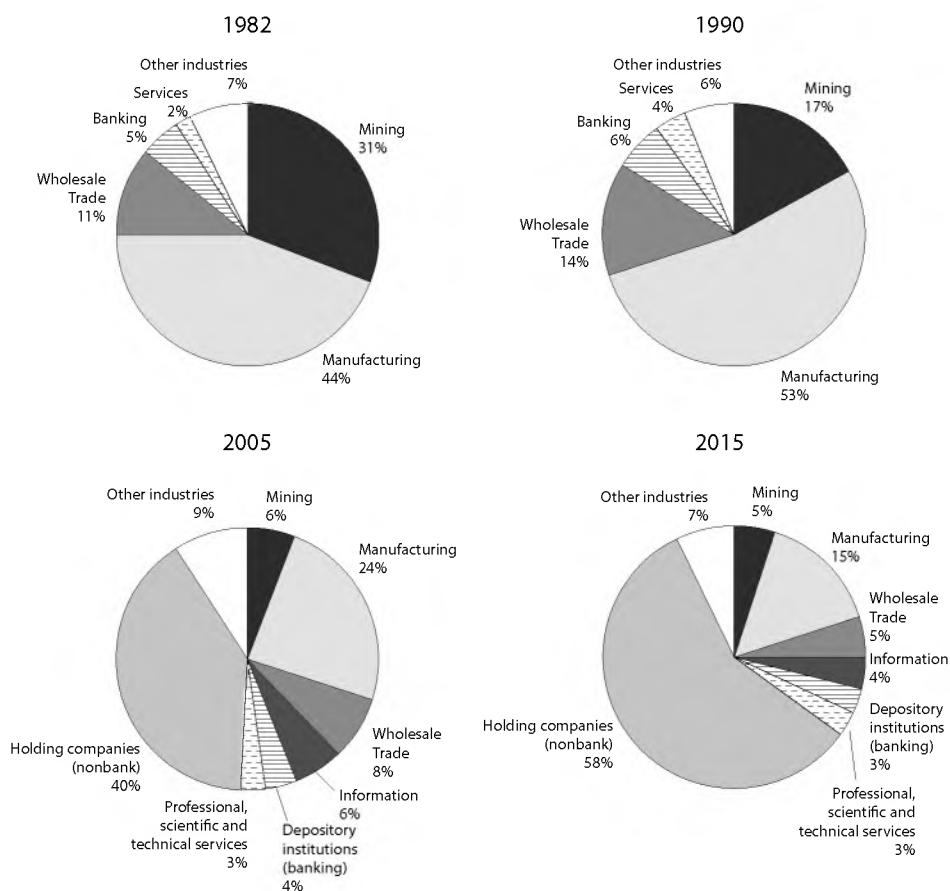 1982
Other industries
7%
Services
2%
Banking
5%
Wholesale
Trade
11%
Mining
31%
Manufacturing
44%
1990
Other industries
6%
Services
4%
Banking
6%
Wholesale
Trade
14%
Mining
17%
Manufacturing
53%
2005
Other industries
9%
Mining
6%
Manufacturing
24%
Wholesale
Trade
8%
Information
6%
Depository
institutions
(banking)
4%
Professional,
scientific and
technical services
3%
Holding companies
(nonbank)
40%
2015
Other industries
7%
Mining
5%
Manufacturing
15%
Wholesale
Trade
5%
Information
4%
Depository
institutions
(banking)
3%
Professional,
scientific and
technical services
3%
Holding companies
(nonbank)
58%